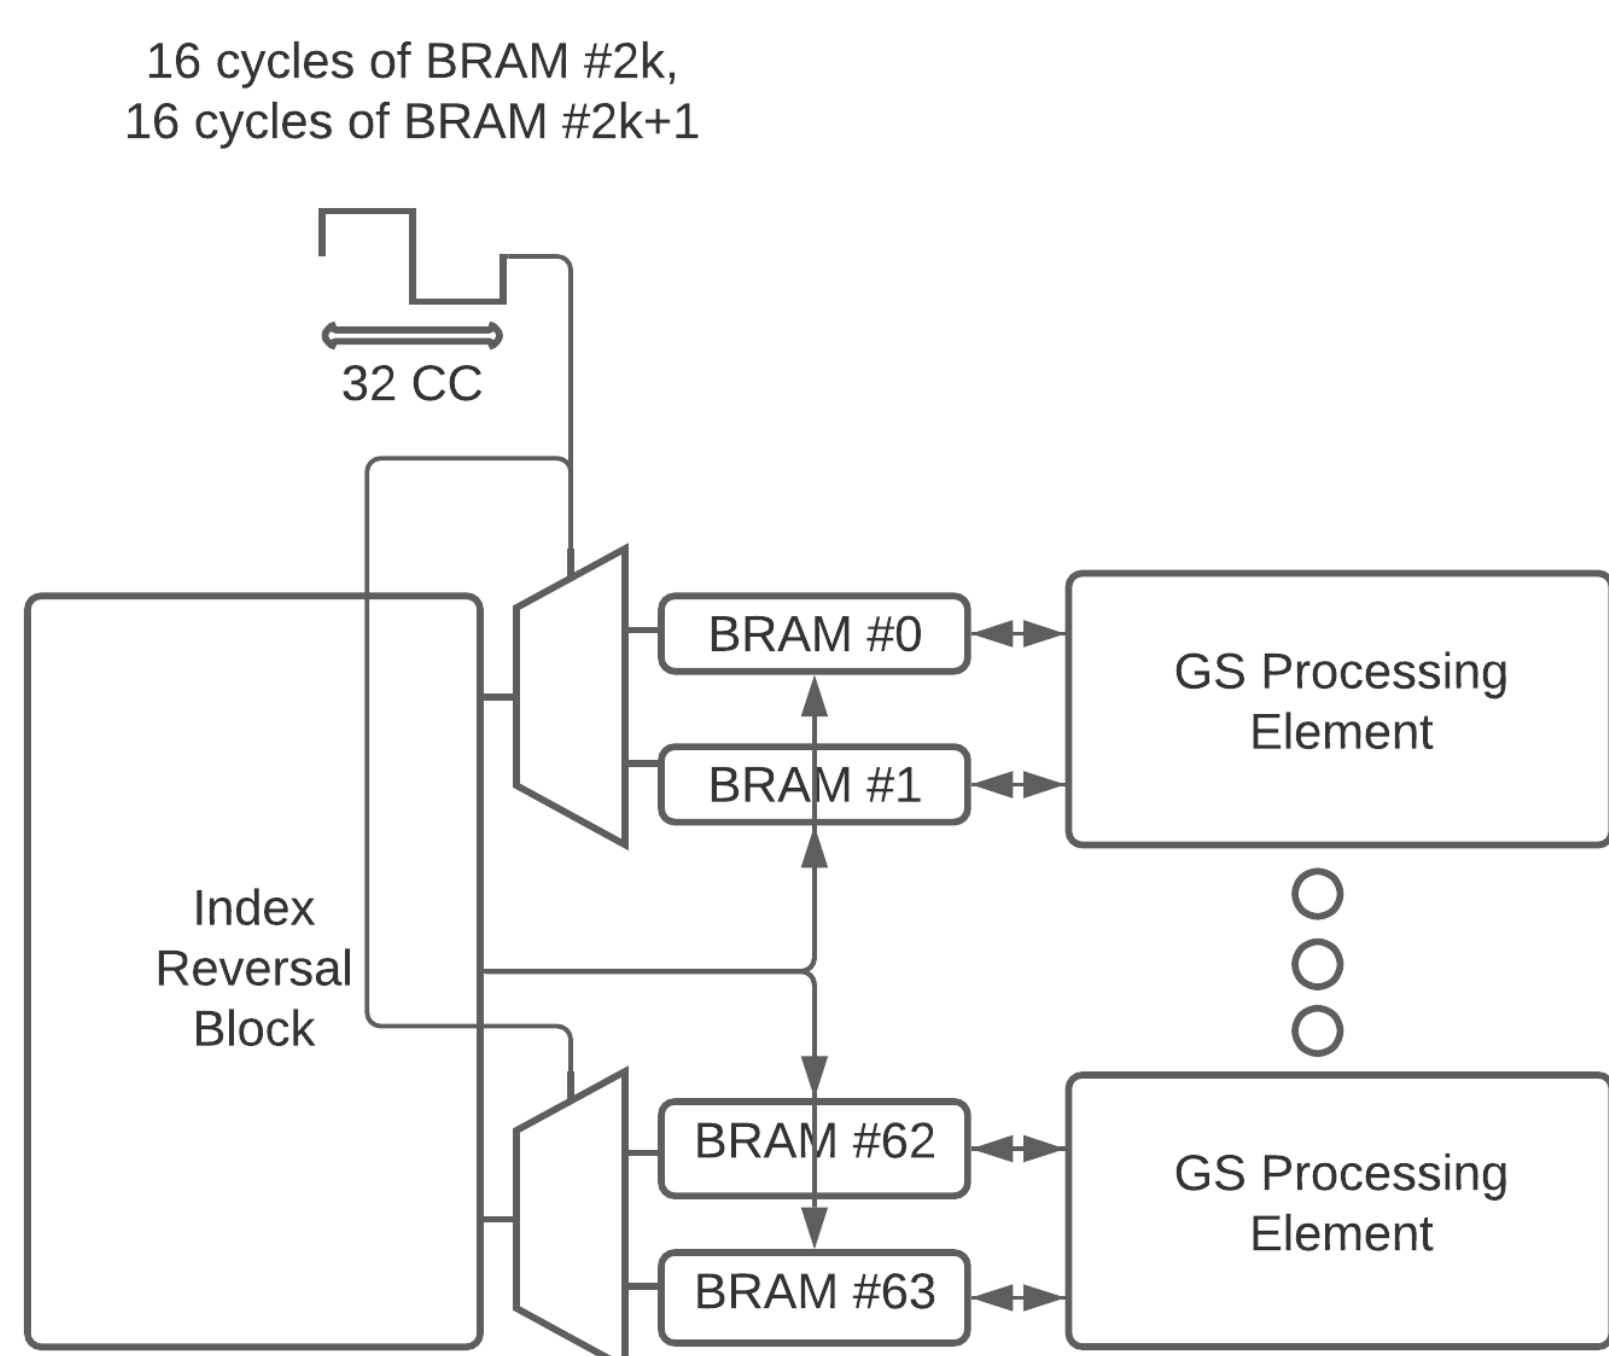 16 cycles of BRAM #2k,
16 cycles of BRAM #2k+1
32 CC
BRAM #0
BRAM #1
GS Processing
Element
Index
Reversal
Block
BRAM #62
BRAM #63
GS Processing
Element